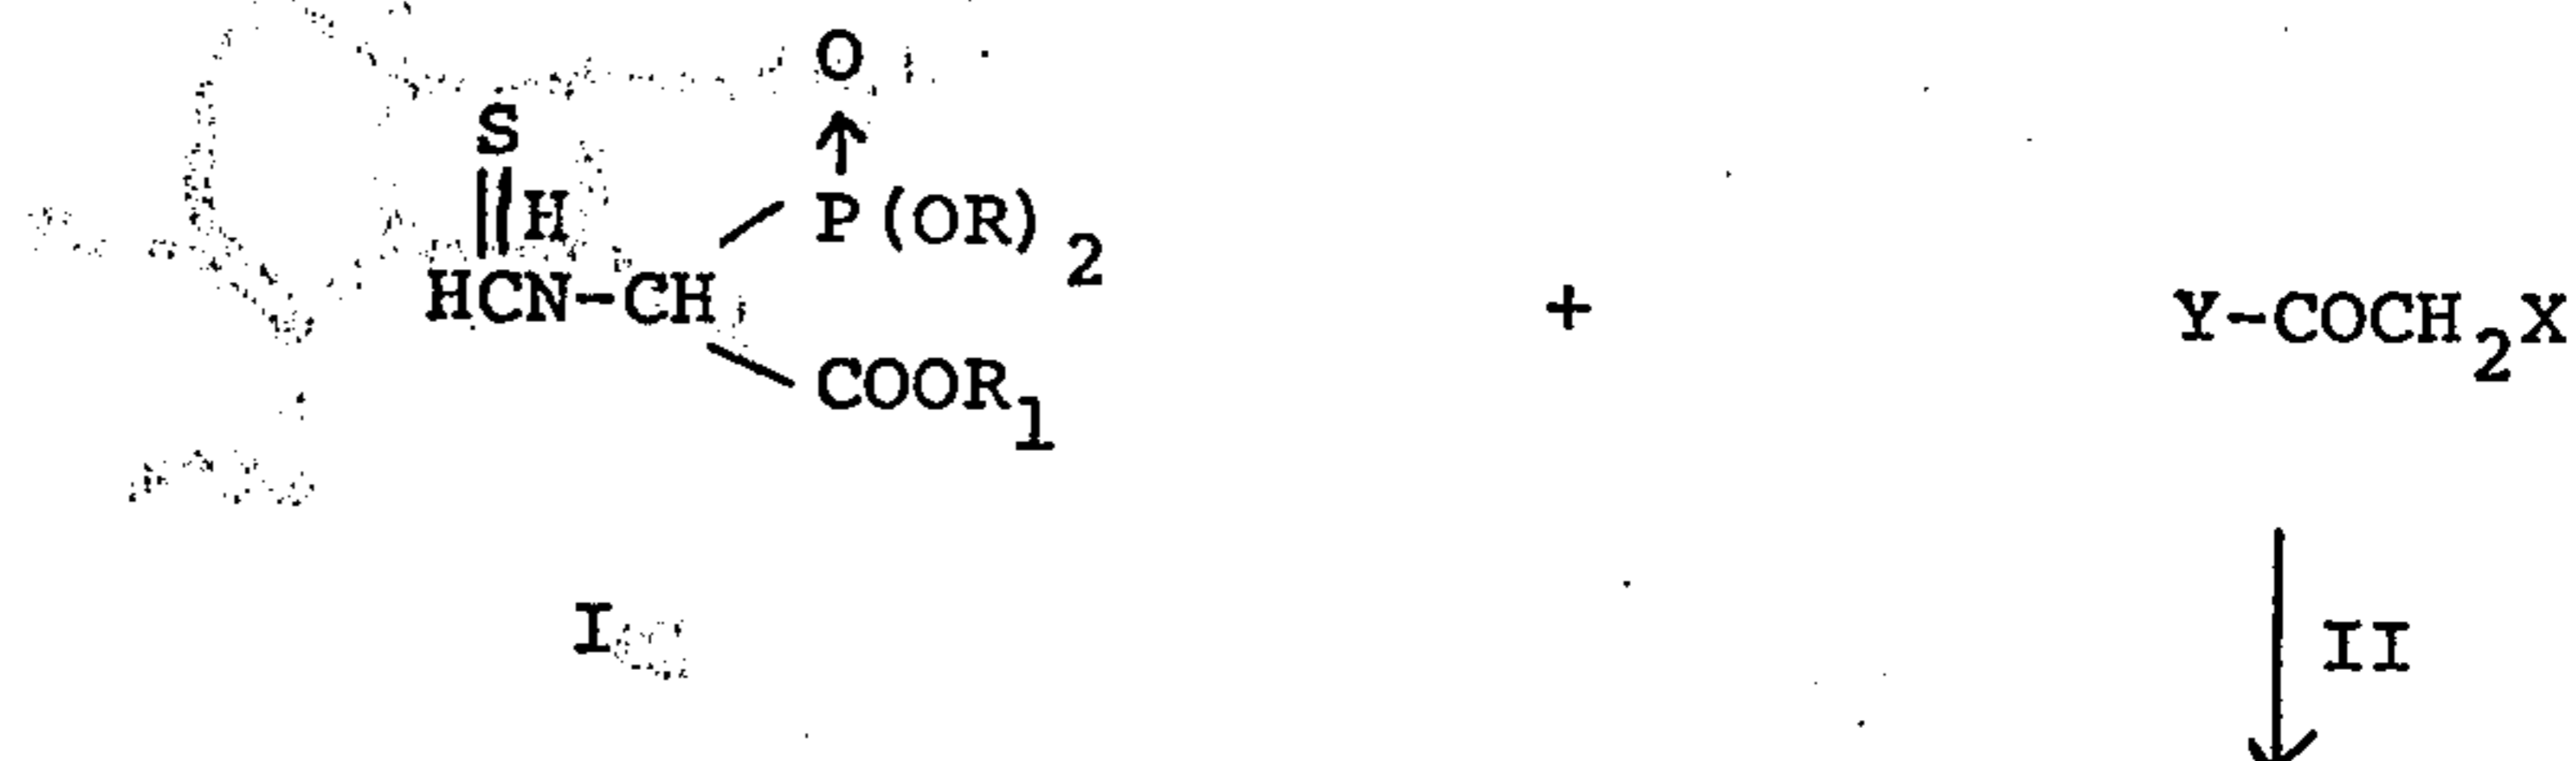 O
S
H P(OR)2
HCN-CH + Y-COCH2X
COOR1
I II